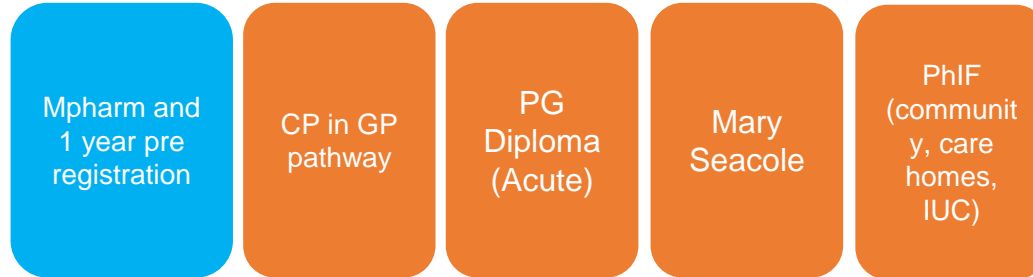 Mpharm and
1 year pre
registration
CP in GP
pathway
PG
Diploma
(Acute)
Mary
Seacole
PhIF
(communit
y, care
homes,
IUC)